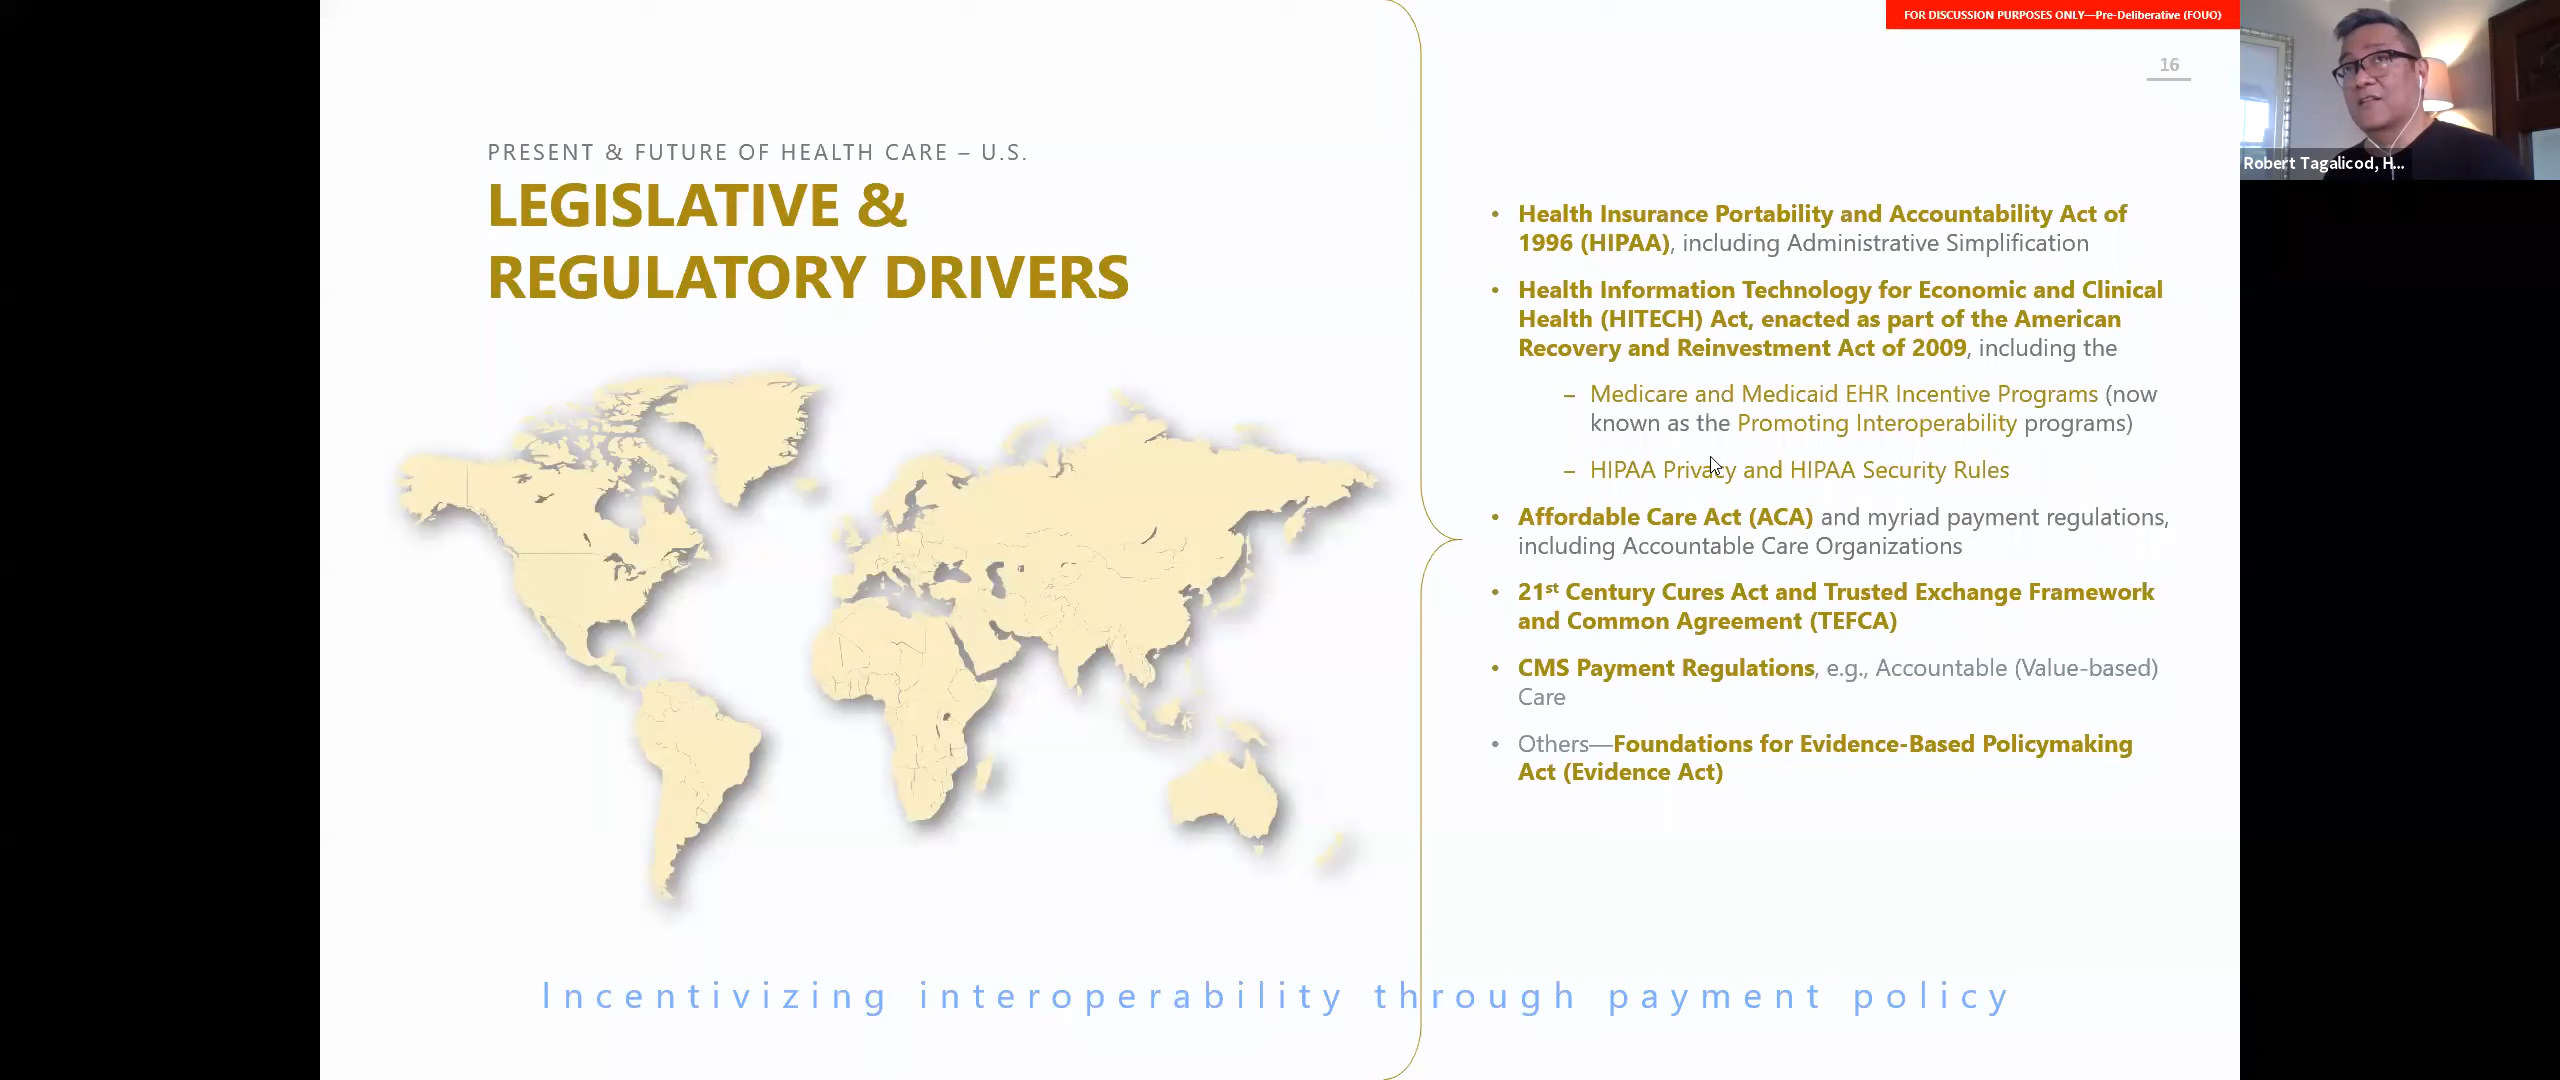 FOR DISCUSSION PURPOSES ONLY—Pre-Deliberative (FOUO)
16
Robert Tagalicod, H...
PRESENT & FUTURE OF HEALTH CARE – U.S.
LEGISLATIVE &
REGULATORY DRIVERS
• Health Insurance Portability and Accountability Act of
1996 (HIPAA), including Administrative Simplification
• Health Information Technology for Economic and Clinical
Health (HITECH) Act, enacted as part of the American
Recovery and Reinvestment Act of 2009, including the
– Medicare and Medicaid EHR Incentive Programs (now
known as the Promoting Interoperability programs)
– HIPAA Privacy and HIPAA Security Rules
• Affordable Care Act (ACA) and myriad payment regulations,
including Accountable Care Organizations
• 21st Century Cures Act and Trusted Exchange Framework
and Common Agreement (TEFCA)
• CMS Payment Regulations, e.g., Accountable (Value-based)
Care
• Others—Foundations for Evidence-Based Policymaking
Act (Evidence Act)
Incentivizing interoperability through payment policy